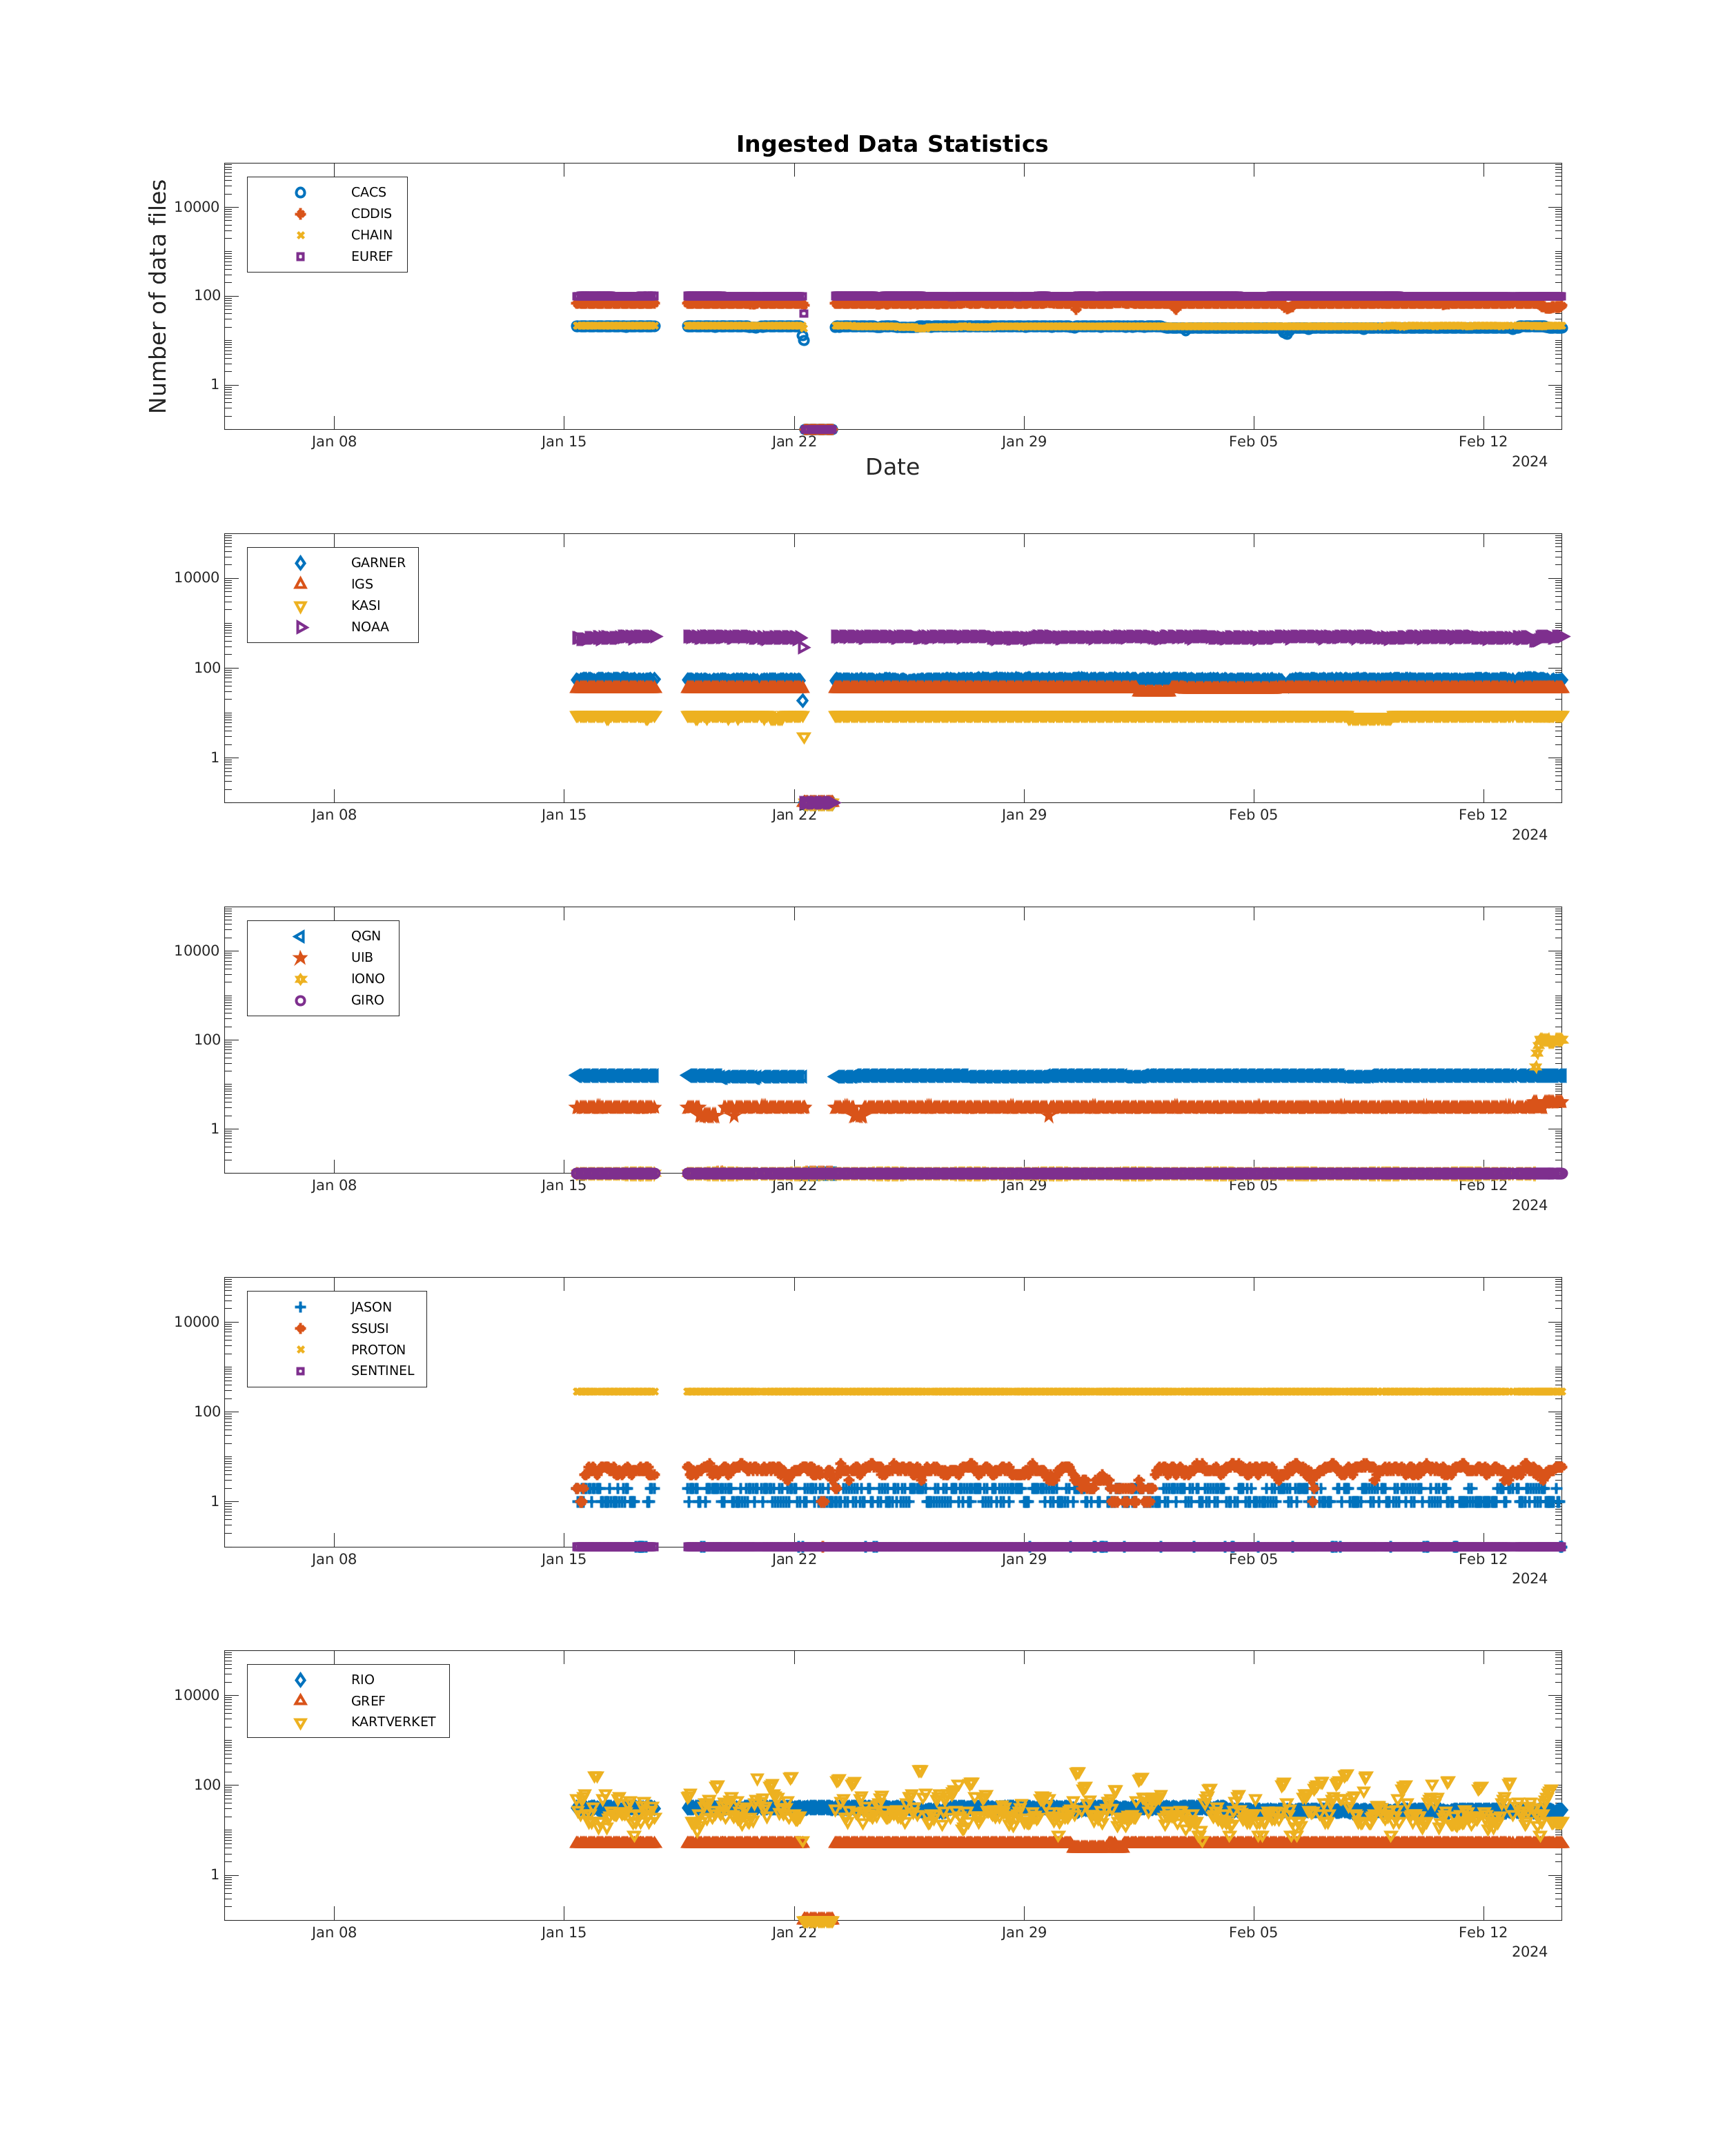 Ingested Data Statistics
Number of data files
CACS
CDDIS
CHAIN
EUREF
10000
100
1
Jan 08 Jan 15 Jan 22 Jan 29 Feb 05 Feb 12
2024
Date
GARNER
IGS
KASI
NOAA
10000
100
1
Jan 08 Jan 15 Jan 22 Jan 29 Feb 05 Feb 12
2024
QGN
UIB
IONO
GIRO
10000
100
1
Jan 08 Jan 15 Jan 22 Jan 29 Feb 05 Feb 12
2024
JASON
SSUSI
PROTON
SENTINEL
10000
100
1
Jan 08 Jan 15 Jan 22 Jan 29 Feb 05 Feb 12
2024
RIO
GREF
KARTVERKET
10000
100
1
Jan 08 Jan 15 Jan 22 Jan 29 Feb 05 Feb 12
2024